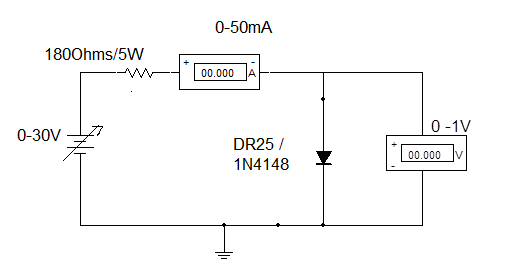 0-50mA
180Ohms/5W
+ 00.000 - A
0-30V
DR25 /
1N4148
0 -1V
+ 00.000 V
-